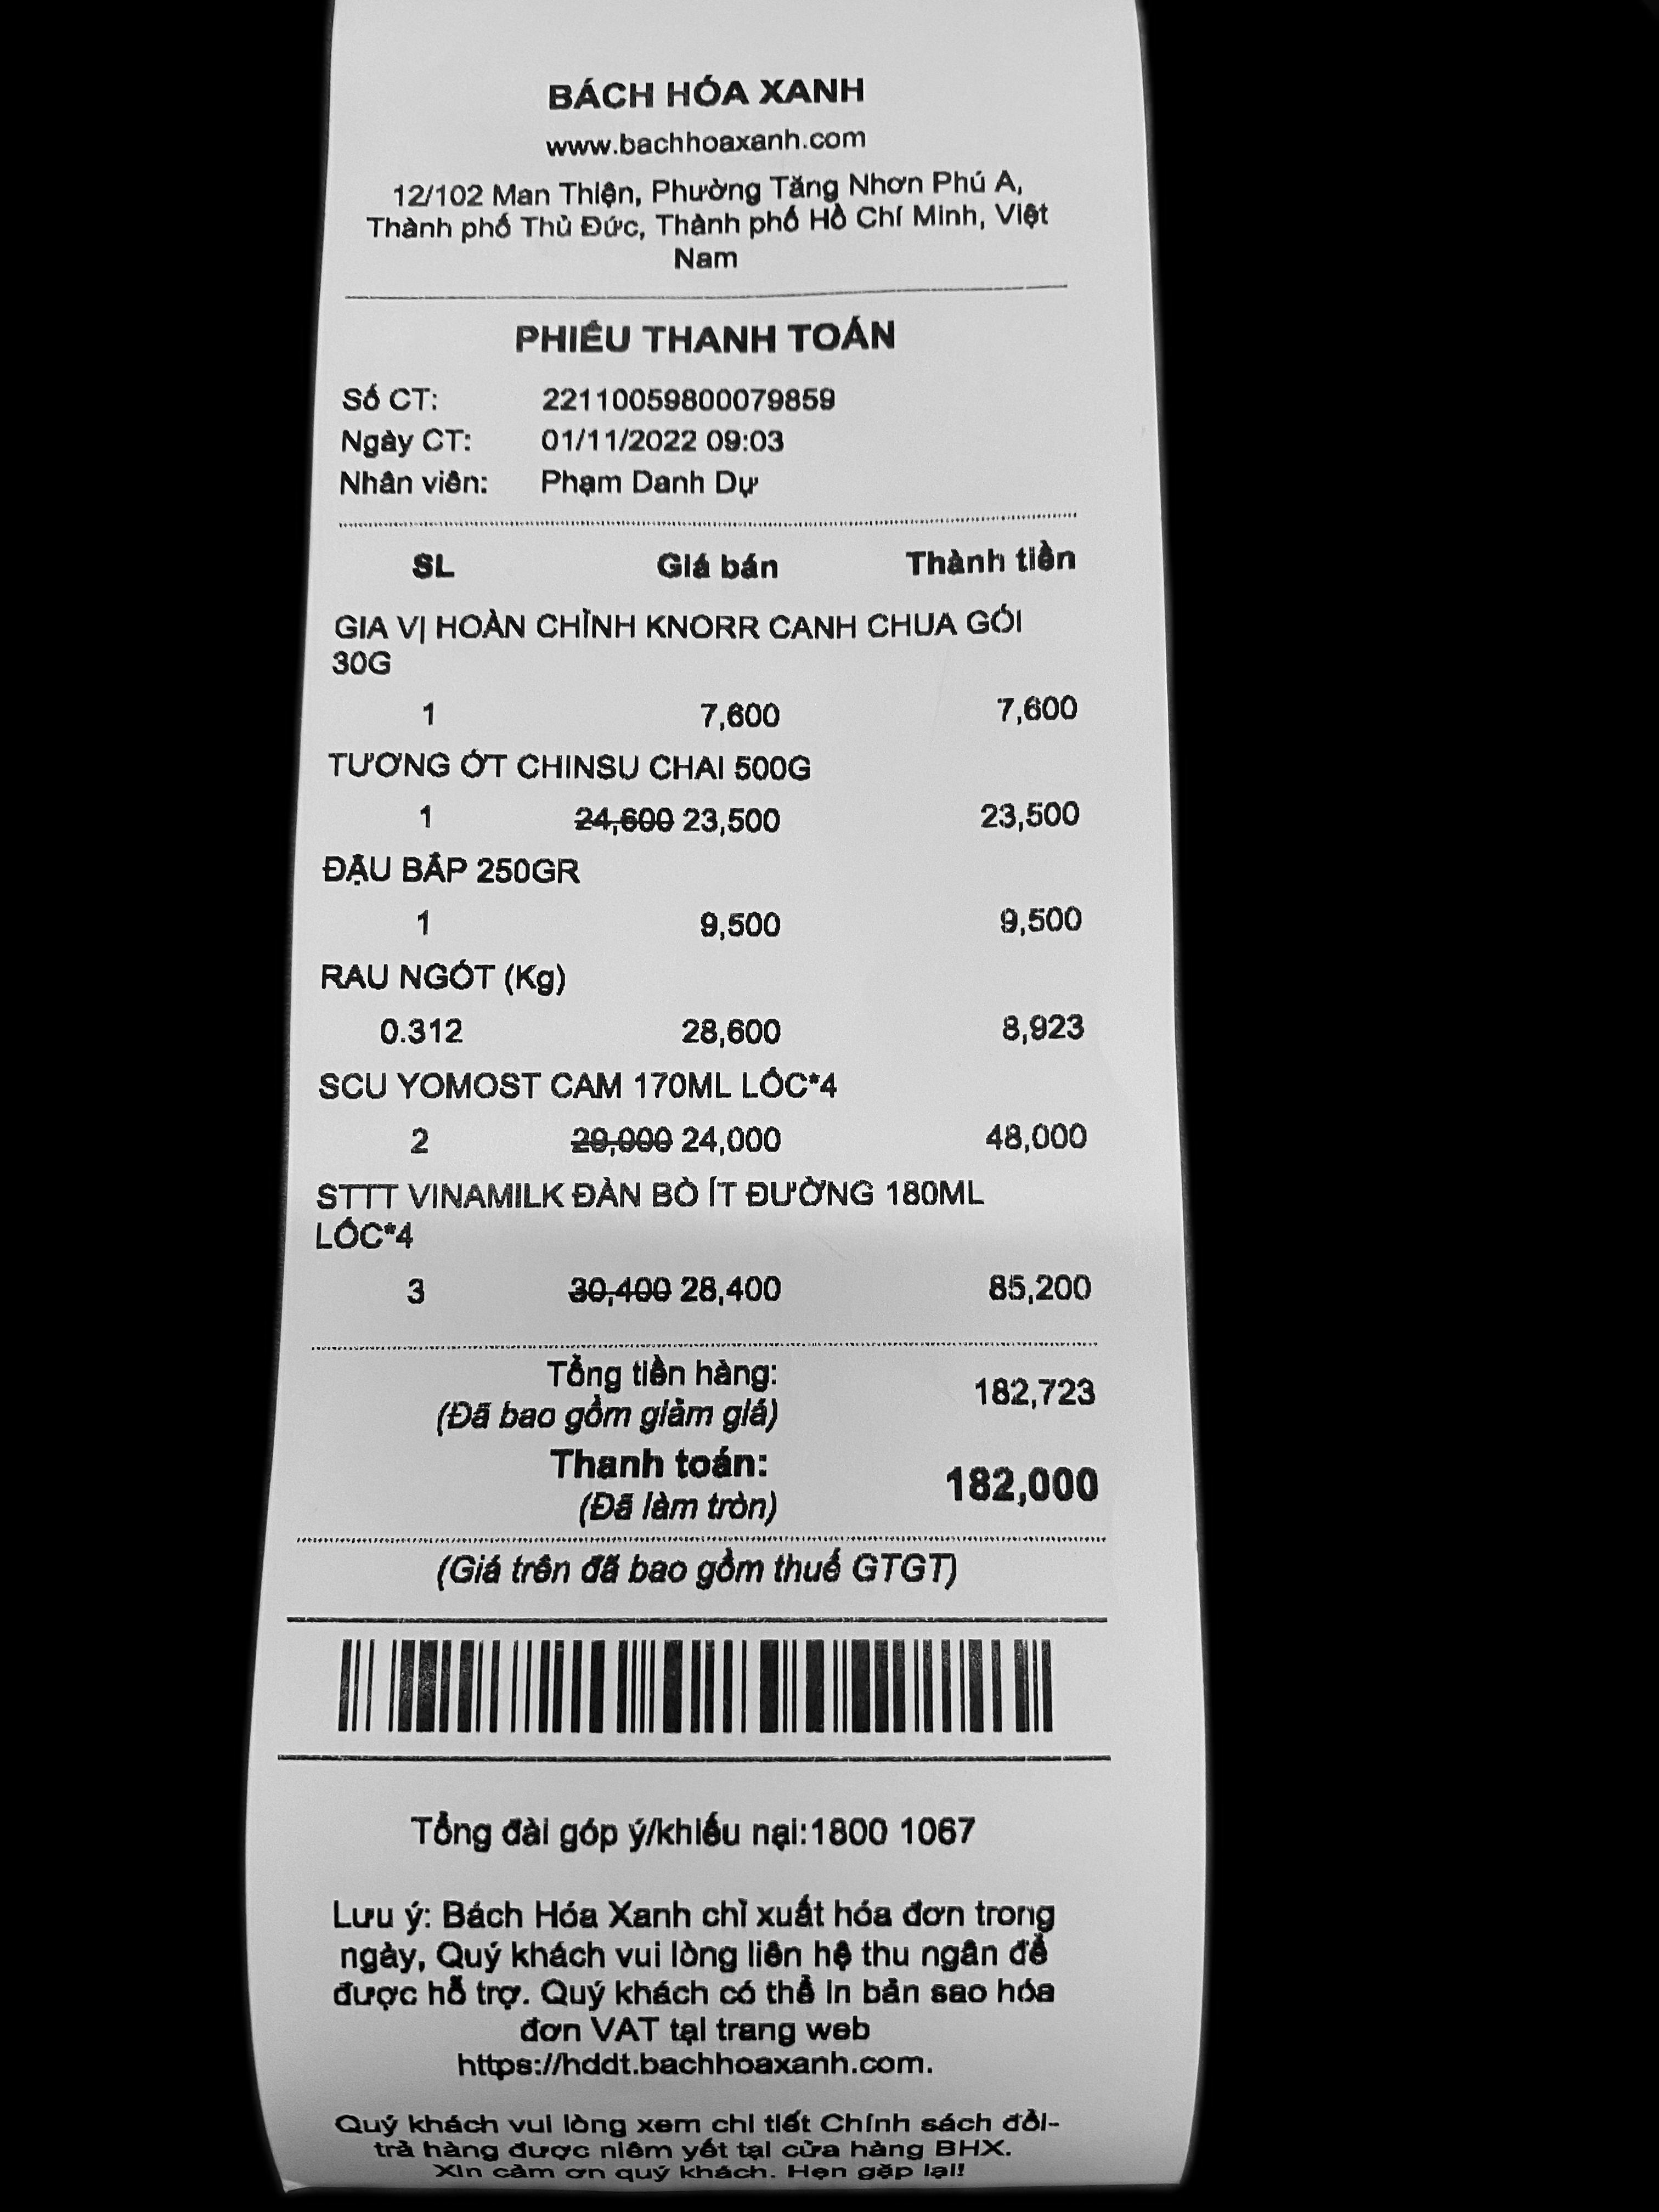 BÁCH HÓA XANH
www.bachhoaxanh.com
12/102 Man Thiện, Phường Tăng Nhơn Phú A,
Thành phố Thủ Đức, Thành phố Hồ Chí Minh, Việt
Nam
PHIẾU THANH TOÁN
Số CT: 22110059800079859
Ngày CT: 01/11/2022 09:03
Nhân viên: Phạm Danh Dự
SL Giá bán Thành tiền
GIA VỊ HOÀN CHỈNH KNORR CANH CHUA GÓI
30G
1 7,600 7,600
TƯƠNG ỚT CHINSU CHAI 500G
1 24,600 23,500 23,500
ĐẬU BẮP 250GR
1 9,500 9,500
RAU NGÓT (Kg)
0.312 28,600 8,923
SCU YOMOST CAM 170ML LỐC*4
2 29,000 24,000 48,000
STTT VINAMILK ĐÀN BÒ ÍT ĐƯỜNG 180ML
LỐC*4
3 30,400 28,400 85,200
Tổng tiền hàng: 182,723
(Đã bao gồm giảm giá)
Thanh toán: 182,000
(Đã làm tròn)
(Giá trên đã bao gồm thuế GTGT)
Tổng đài góp ý/khiếu nại:1800 1067
Lưu ý: Bách Hóa Xanh chỉ xuất hóa đơn trong
ngày, Quý khách vui lòng liên hệ thu ngân để
được hỗ trợ. Quý khách có thể in bản sao hóa
đơn VAT tại trang web
https://hddt.bachhoaxanh.com.
Quý khách vui lòng xem chi tiết Chính sách đổi-
trả hàng được niêm yết tại cửa hàng BHX.
Xin cảm ơn quý khách. Hẹn gặp lại!